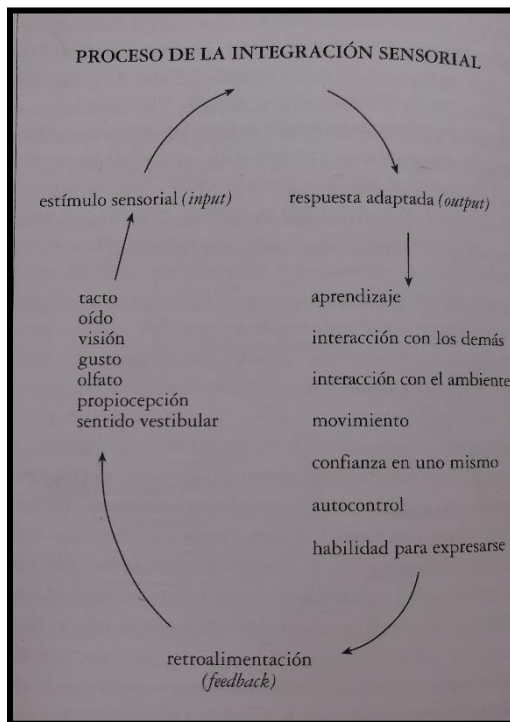 PROCESO DE LA INTEGRACIÓN SENSORIAL
estímulo sensorial (input)
respuesta adaptada (output)
tacto
oído
visión
gusto
olfato
propiocepción
sentido vestibular
aprendizaje
interacción con los demás
interacción con el ambiente
movimiento
confianza en uno mismo
autocontrol
habilidad para expresarse
retroalimentación
(feedback)